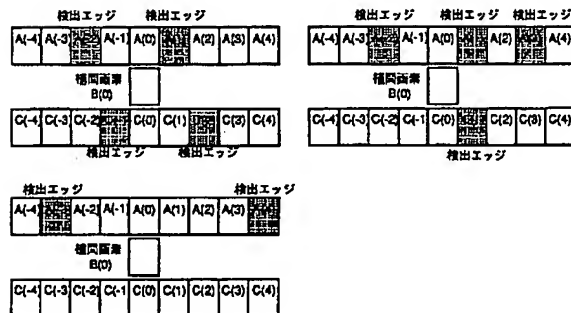 検出エッジ 検出エッジ
A(-4) A(-3) A(-1) A(0) A(2) A(3) A(4)
補間画素
B(0)
C(-4) C(-3 C(-2) C(0) C(1) C(3) C(4)
検出エッジ 検出エッジ
検出エッジ 検出エッジ 検出エッジ
A(-4) A(-3) A(-1) A(0) A(2) A(4)
補間画素
B(0)
C(-4) C(-3) C(-2) C(-1 C(0) C(2) C(3) C(4
検出エッジ
検出エッジ 検出エッジ
A(-4) A(-2) A(-1) A(0) A(1) A(2) A(3)
補間画素
B(0)
C(-4) C(-3 C(-2) C(-1 C(0) C(1) C(2) C(3) C(4)